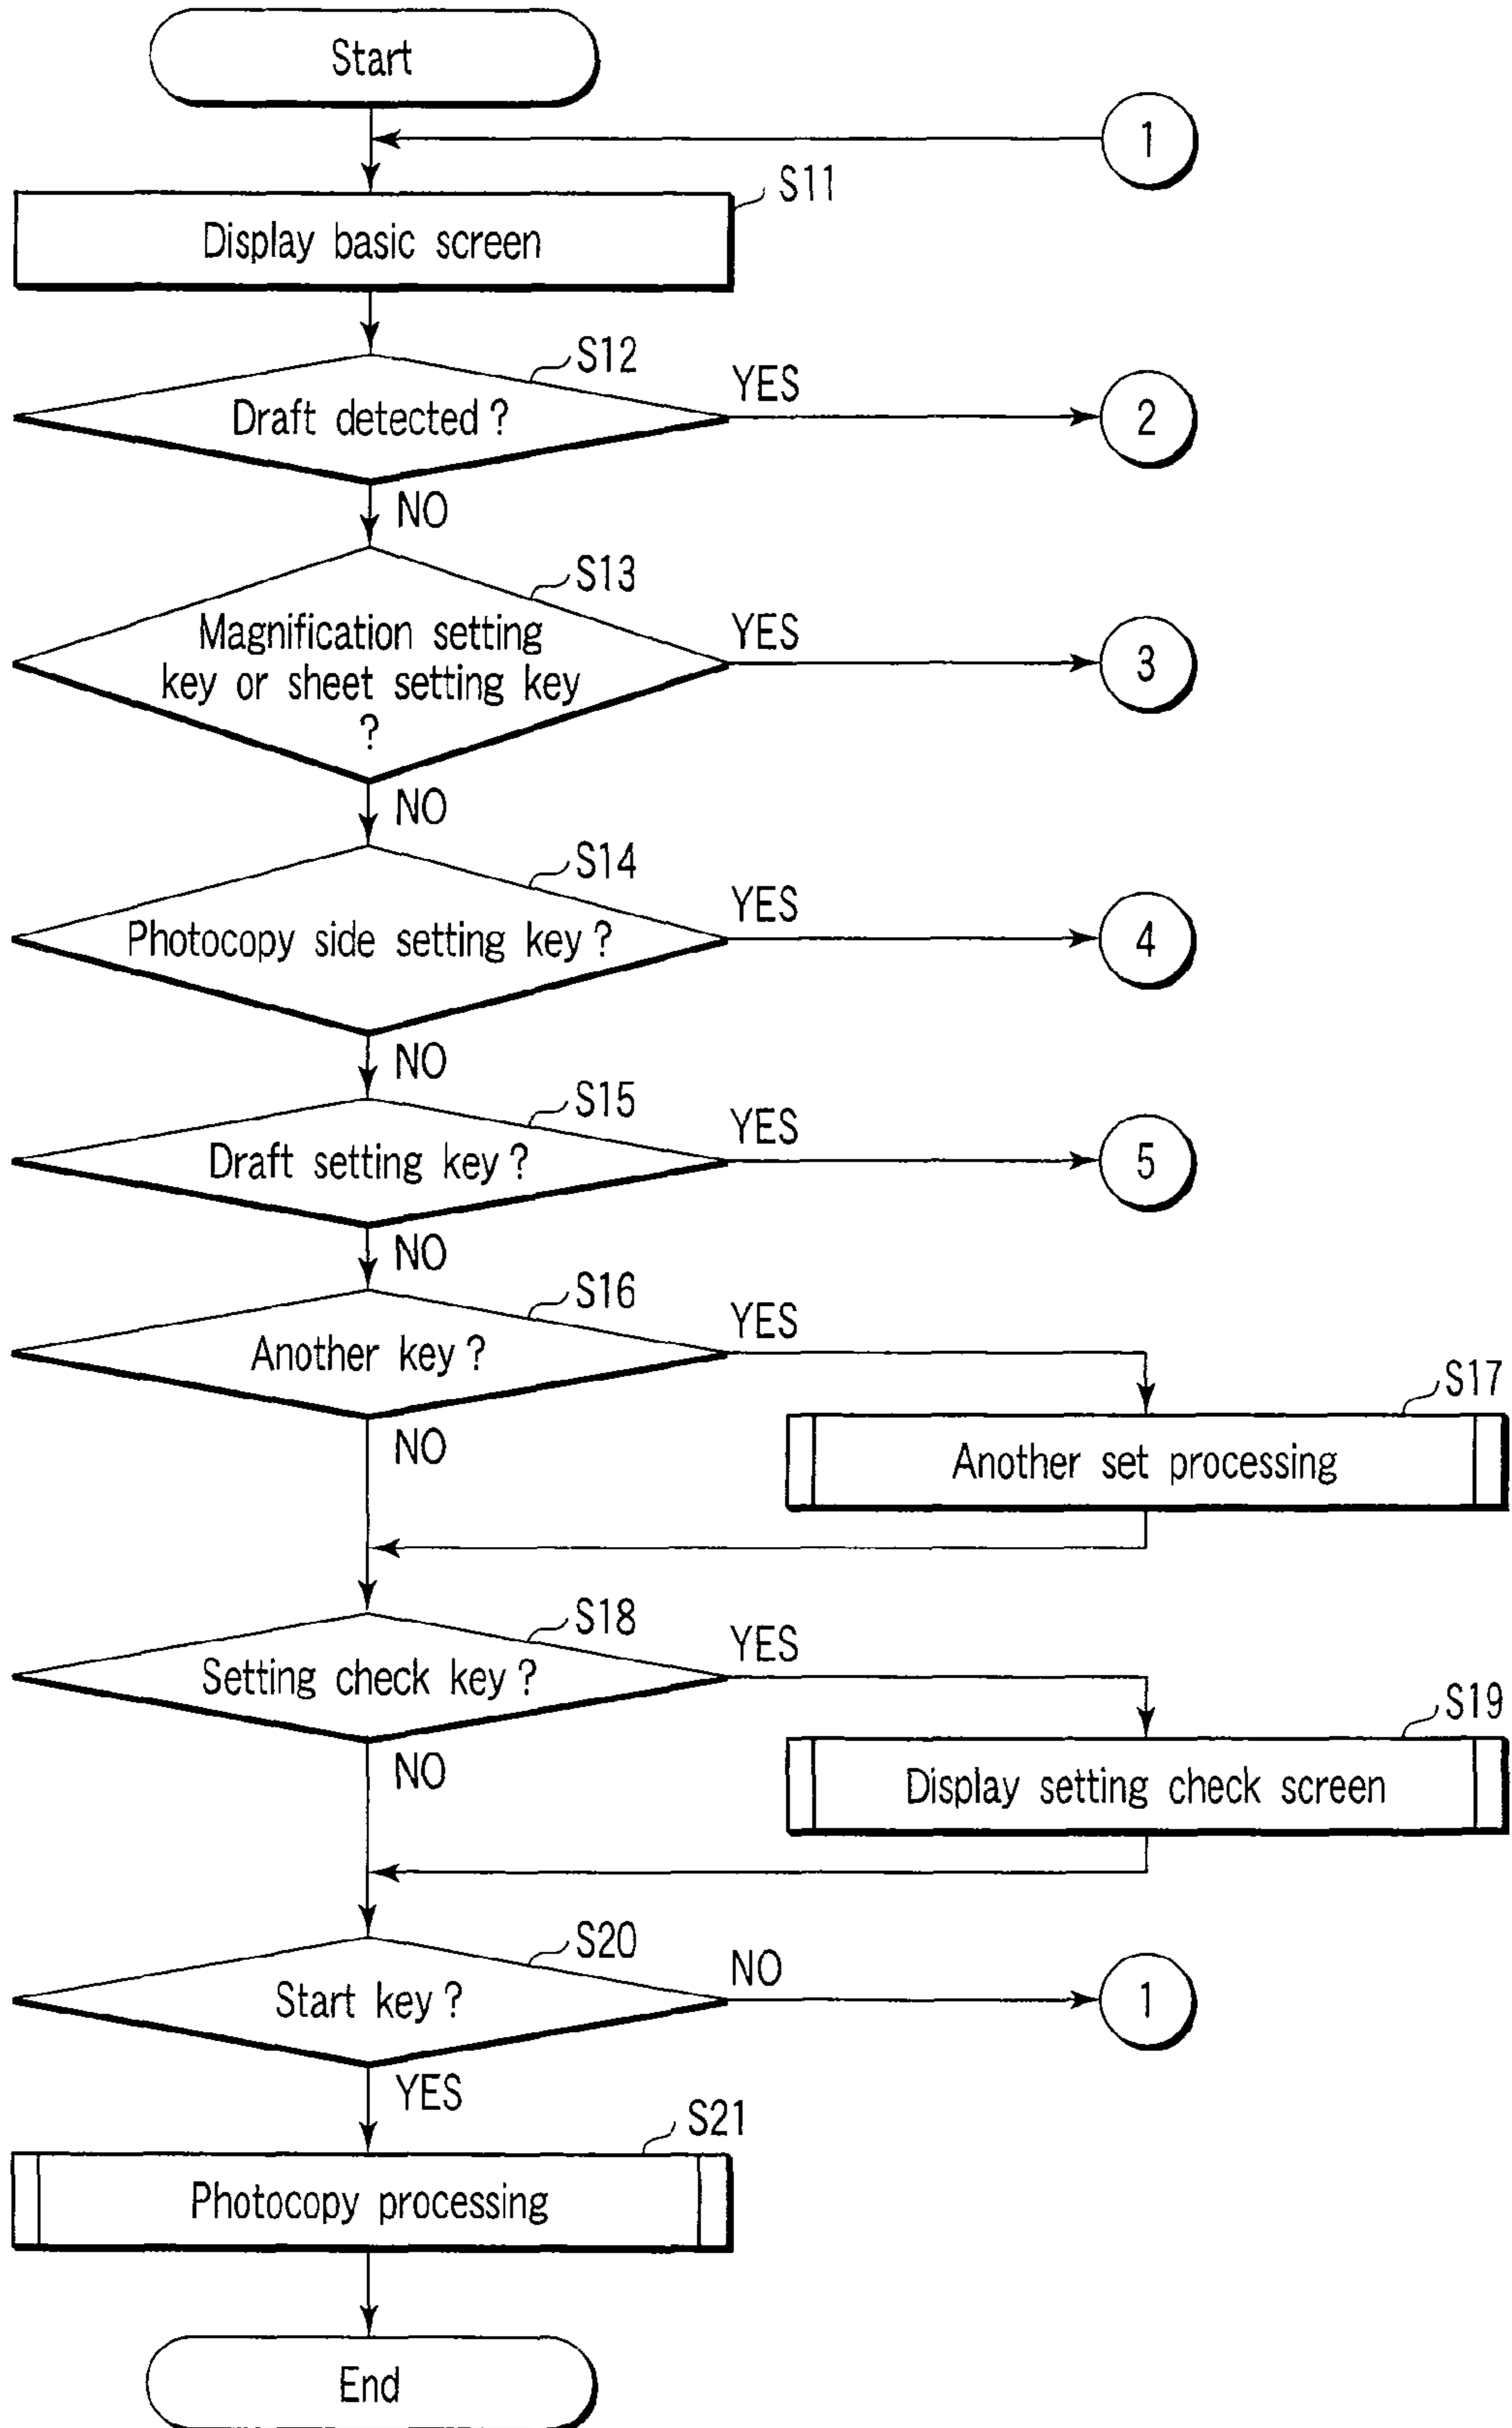 Start
1
S11
Display basic screen
S12
YES
Draft detected ?
2
NO
S13
Magnification setting
YES
key or sheet setting key
3
?
NO
S14
YES
Photocopy side setting key ?
4
NO
S15
YES
Draft setting key ?
5
NO
S16
YES
Another key ?
S17
NO
Another set processing
S18
YES
Setting check key ?
S19
NO
Display setting check screen
S20
NO
Start key ?
1
YES
S21
Photocopy processing
End